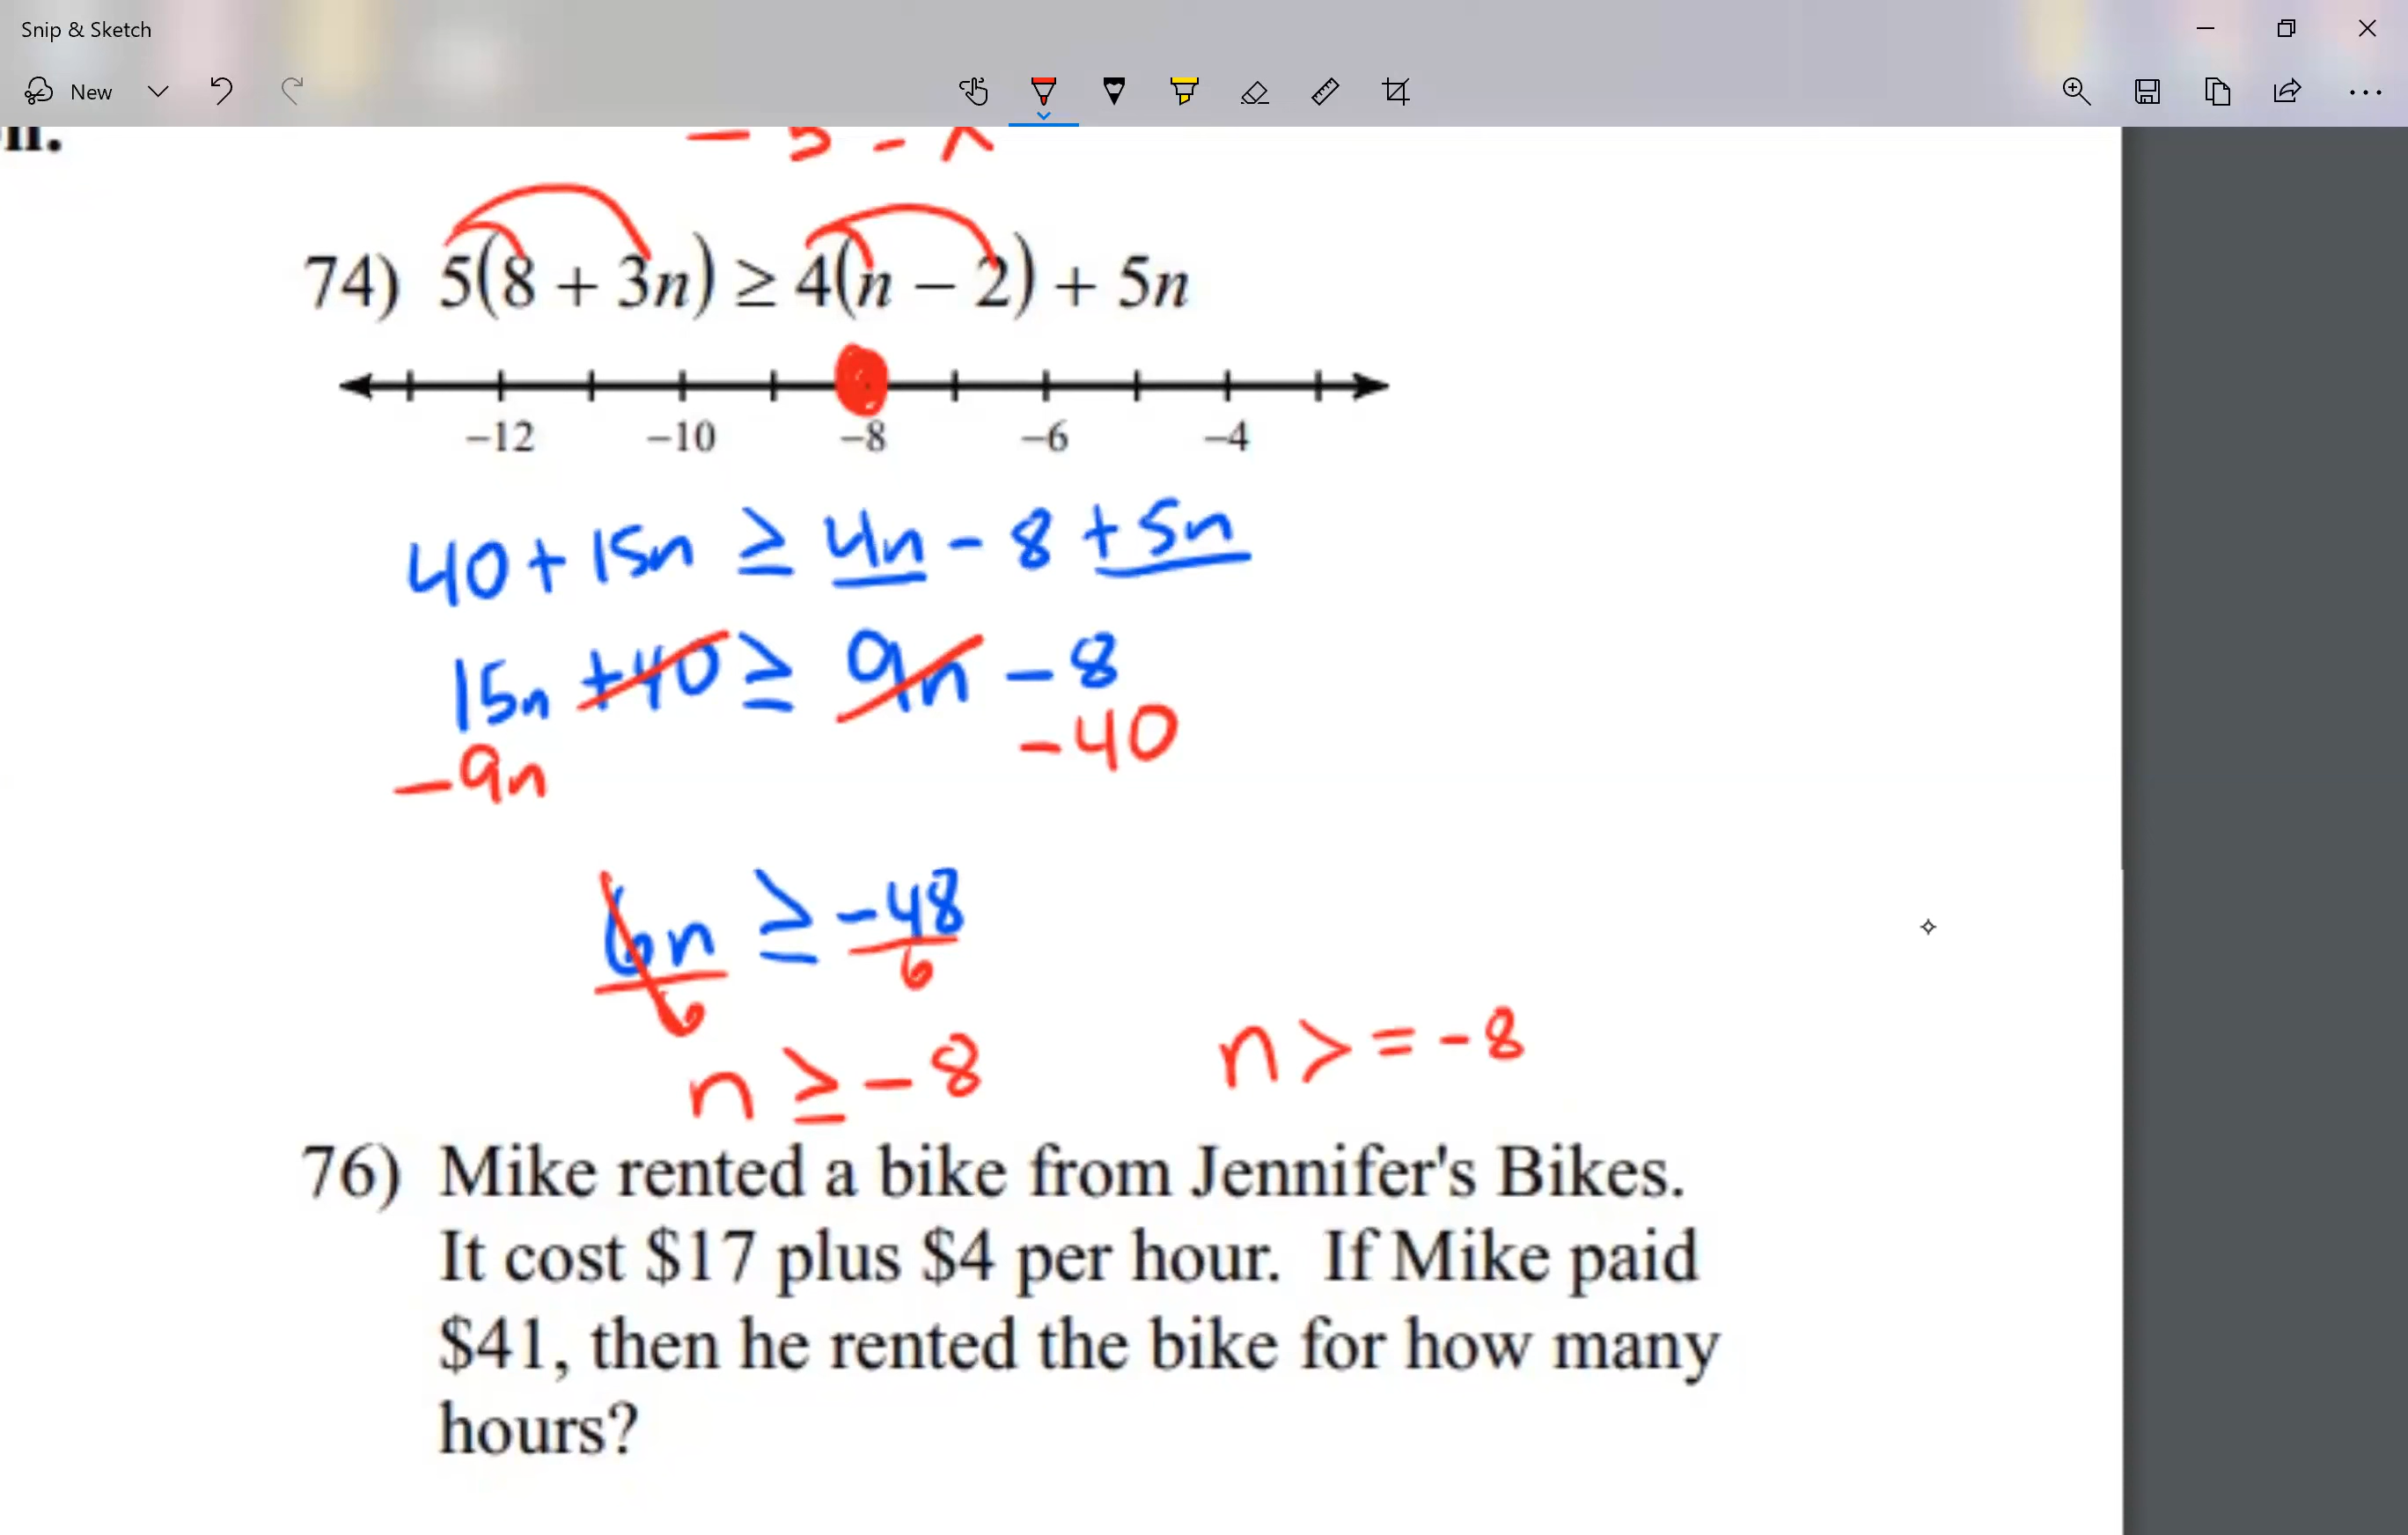 Snip & Sketch
New
74) 5(8 + 3n) ≥ 4(n − 2) + 5n
−12 −10 −8 −6 −4
40 + 15n ≥ 4n - 8 + 5n
15n +40 ≥ 9n - 8
-9n -40
6n ≥ -48
6 6
n ≥ -8 n > = -8
76) Mike rented a bike from Jennifer's Bikes.
It cost $17 plus $4 per hour. If Mike paid
$41, then he rented the bike for how many
hours?